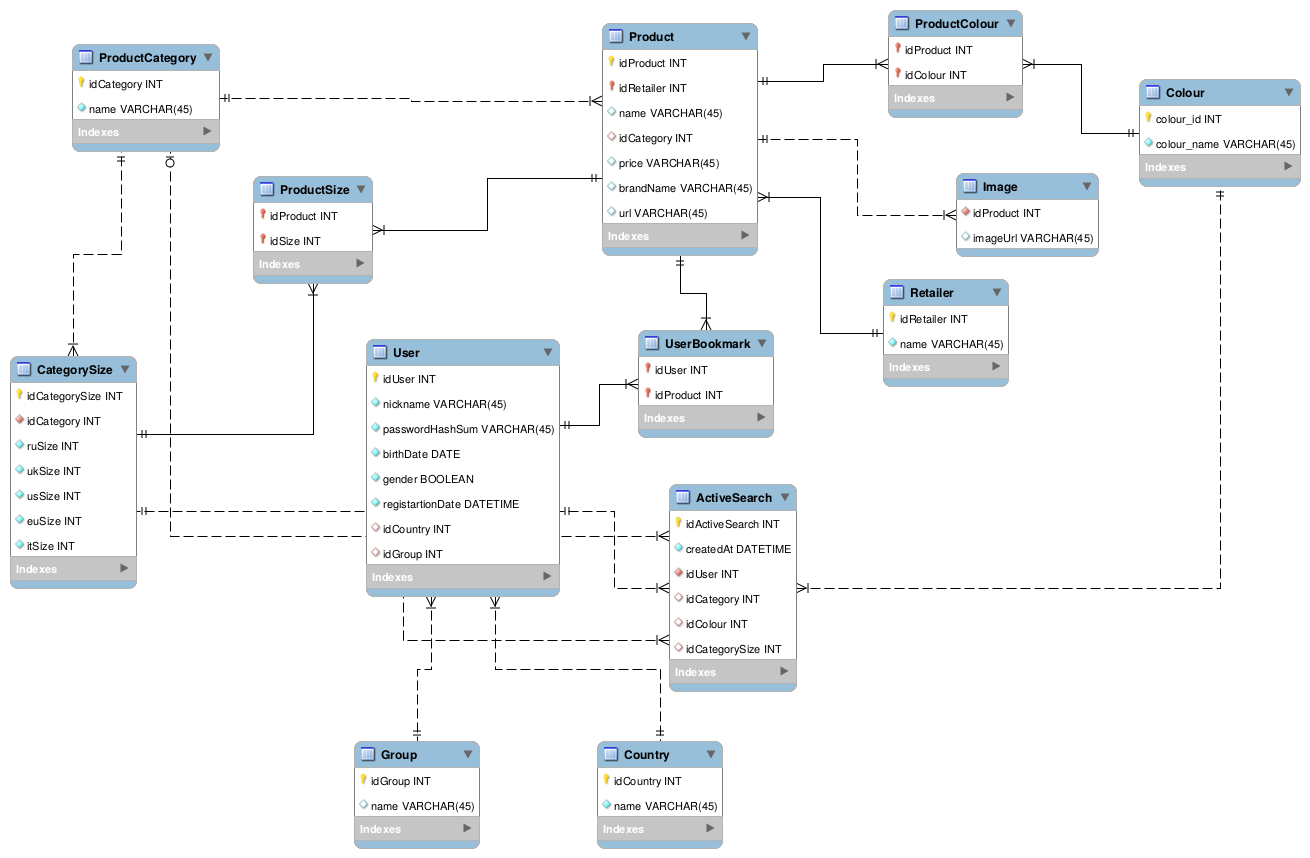 ProductCategory
idCategory INT
name VARCHAR(45)
Indexes
Product
idProduct INT
idRetailer INT
name VARCHAR(45)
idCategory INT
price VARCHAR(45)
brandName VARCHAR(45)
url VARCHAR(45)
Indexes
ProductColour
idProduct INT
idColour INT
Indexes
Colour
colour_id INT
colour_name VARCHAR(45)
Indexes
ProductSize
idProduct INT
idSize INT
Indexes
Image
idProduct INT
imageUrl VARCHAR(45)
Indexes
Retailer
idRetailer INT
name VARCHAR(45)
Indexes
CategorySize
idCategorySize INT
idCategory INT
ruSize INT
ukSize INT
usSize INT
euSize INT
itSize INT
Indexes
User
idUser INT
nickname VARCHAR(45)
passwordHashSum VARCHAR(45)
birthDate DATE
gender BOOLEAN
registartionDate DATETIME
idCountry INT
idGroup INT
Indexes
UserBookmark
idUser INT
idProduct INT
Indexes
ActiveSearch
idActiveSearch INT
createdAt DATETIME
idUser INT
idCategory INT
idColour INT
idCategorySize INT
Indexes
Group
idGroup INT
name VARCHAR(45)
Indexes
Country
idCountry INT
name VARCHAR(45)
Indexes